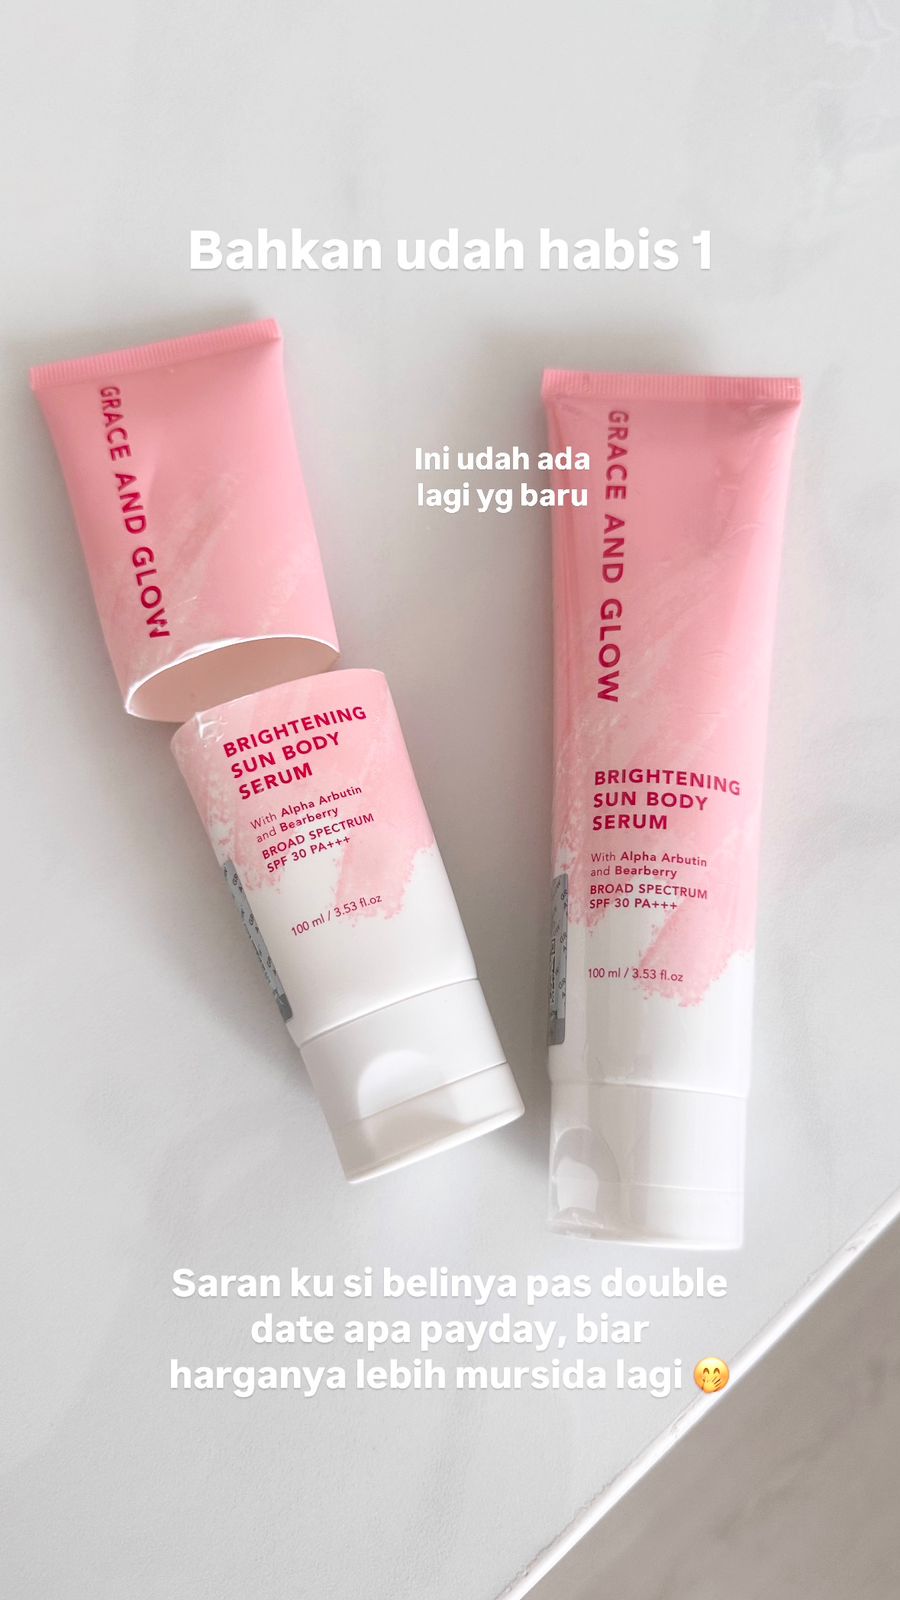 Bahkan udah habis 1
GRACE AND GLOW
BRIGHTENING
SUN BODY
SERUM
With Alpha Arbutin
and Bearberry
BROAD SPECTRUM
SPF 30 PA+++
100 ml / 3.53 fl.oz
Ini udah ada
lagi yg baru
GRACE AND GLOW
BRIGHTENING
SUN BODY
SERUM
With Alpha Arbutin
and Bearberry
BROAD SPECTRUM
SPF 30 PA+++
100 ml / 3.53 fl.oz
Saran ku si belinya pas double
date apa payday, biar
harganya lebih mursida lagi 🤭